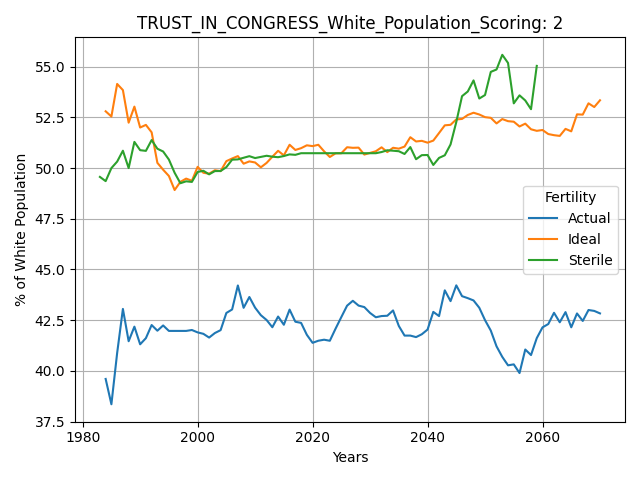 TRUST_IN_CONGRESS_White_Population_Scoring: 2
% of White Population
55.0
52.5
50.0
47.5
45.0
42.5
40.0
37.5
Fertility
Actual
Ideal
Sterile
1980
2000
2020
2040
2060
Years